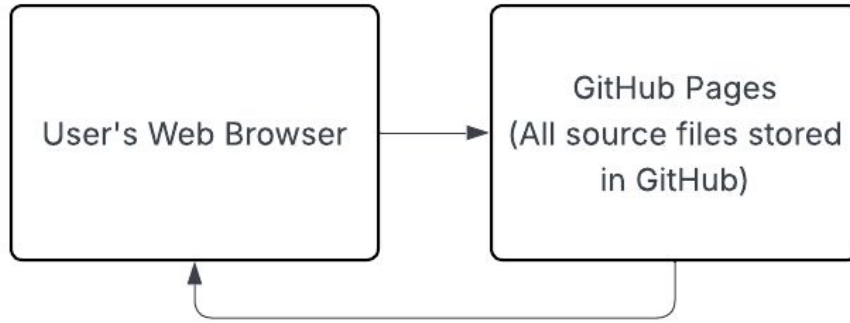 User's Web Browser
GitHub Pages
(All source files stored
in GitHub)